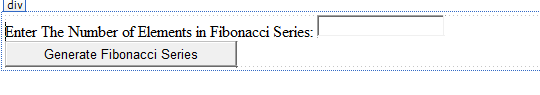 div
Enter The Number of Elements in Fibonacci Series:
Generate Fibonacci Series